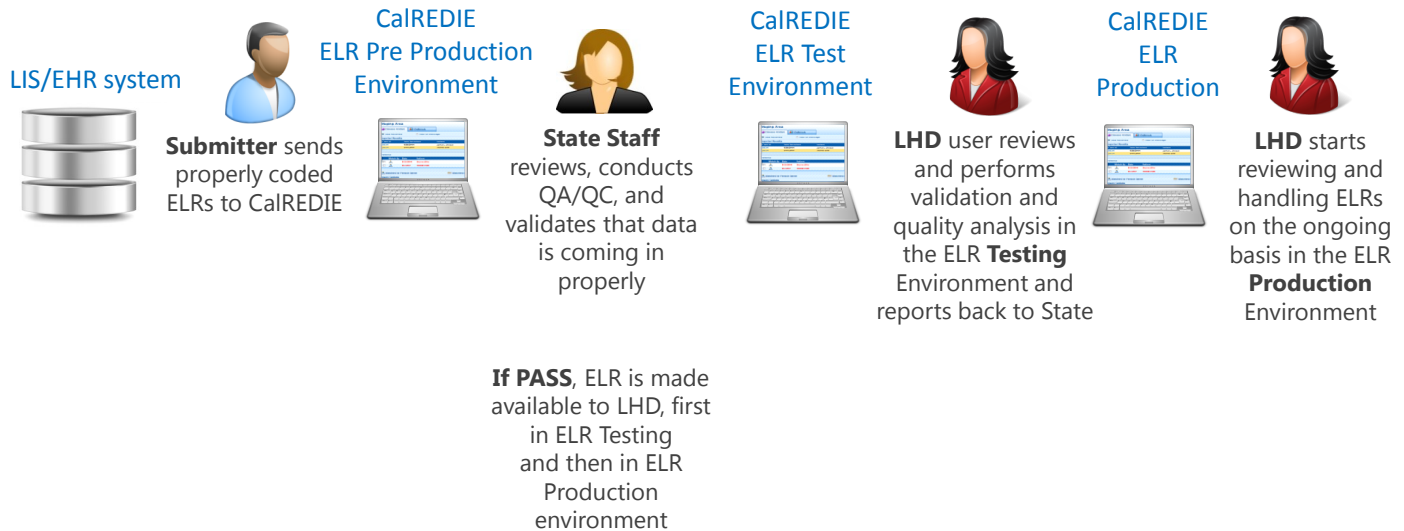 LIS/EHR system
Submitter sends
properly coded
ELRs to CalREDIE
CalREDIE
ELR Pre Production
Environment
State Staff
reviews, conducts
QA/QC, and
validates that data
is coming in
properly
If PASS, ELR is made
available to LHD, first
in ELR Testing
and then in ELR
Production
environment
CalREDIE
ELR Test
Environment
LHD user reviews
and performs
validation and
quality analysis in
the ELR Testing
Environment and
reports back to State
CalREDIE
ELR
Production
LHD starts
reviewing and
handling ELRs
on the ongoing
basis in the ELR
Production
Environment